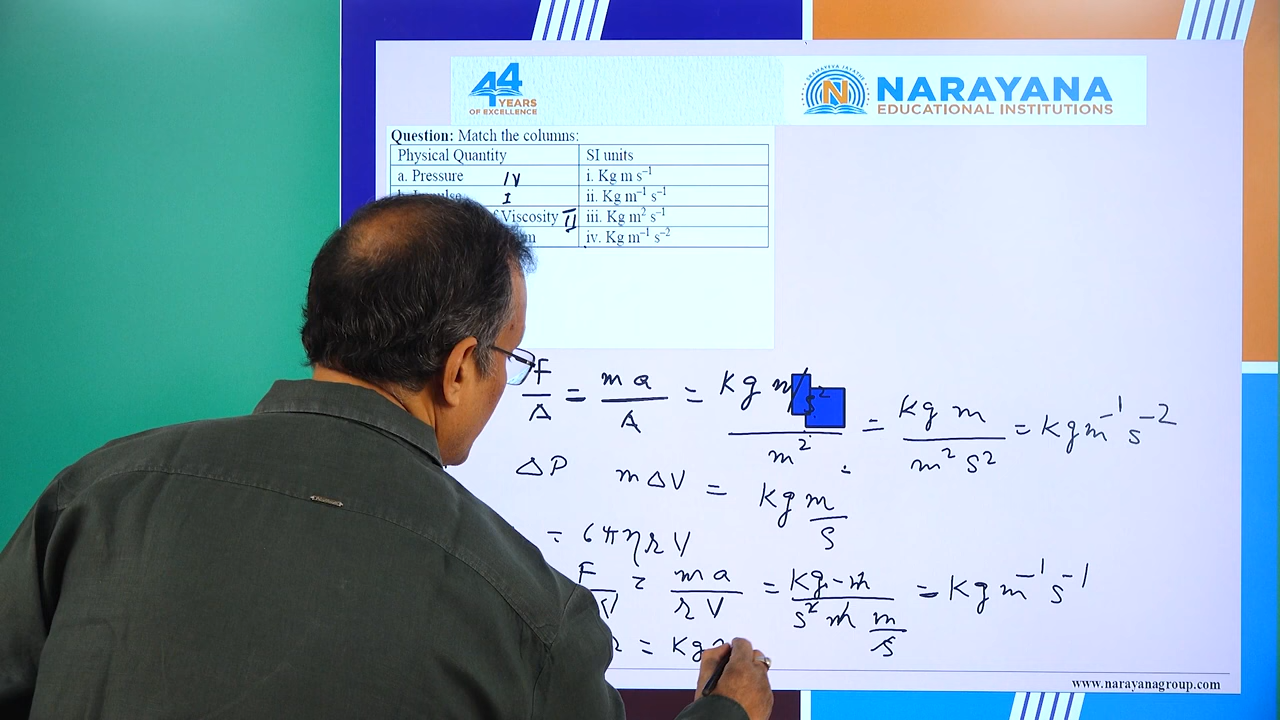 44
YEARS
OF EXCELLENCE
N
NARAYANA
EDUCATIONAL INSTITUTIONS
Question: Match the columns:
Physical Quantity SI units
a. Pressure IV i. Kg m s⁻¹
I ii. Kg m⁻¹ s⁻¹
Viscosity II iii. Kg m² s⁻¹
iv. Kg m⁻¹ s⁻²
F/A = ma/A = Kg m/s²/m² = Kg m/m² s² = Kg m⁻¹ s⁻²
ΔP mΔV = Kg m/s
= 6πηrV
F = ma/rV = Kg-m/s² m m/s = Kg m⁻¹ s⁻¹
= Kg
www.narayanagroup.com